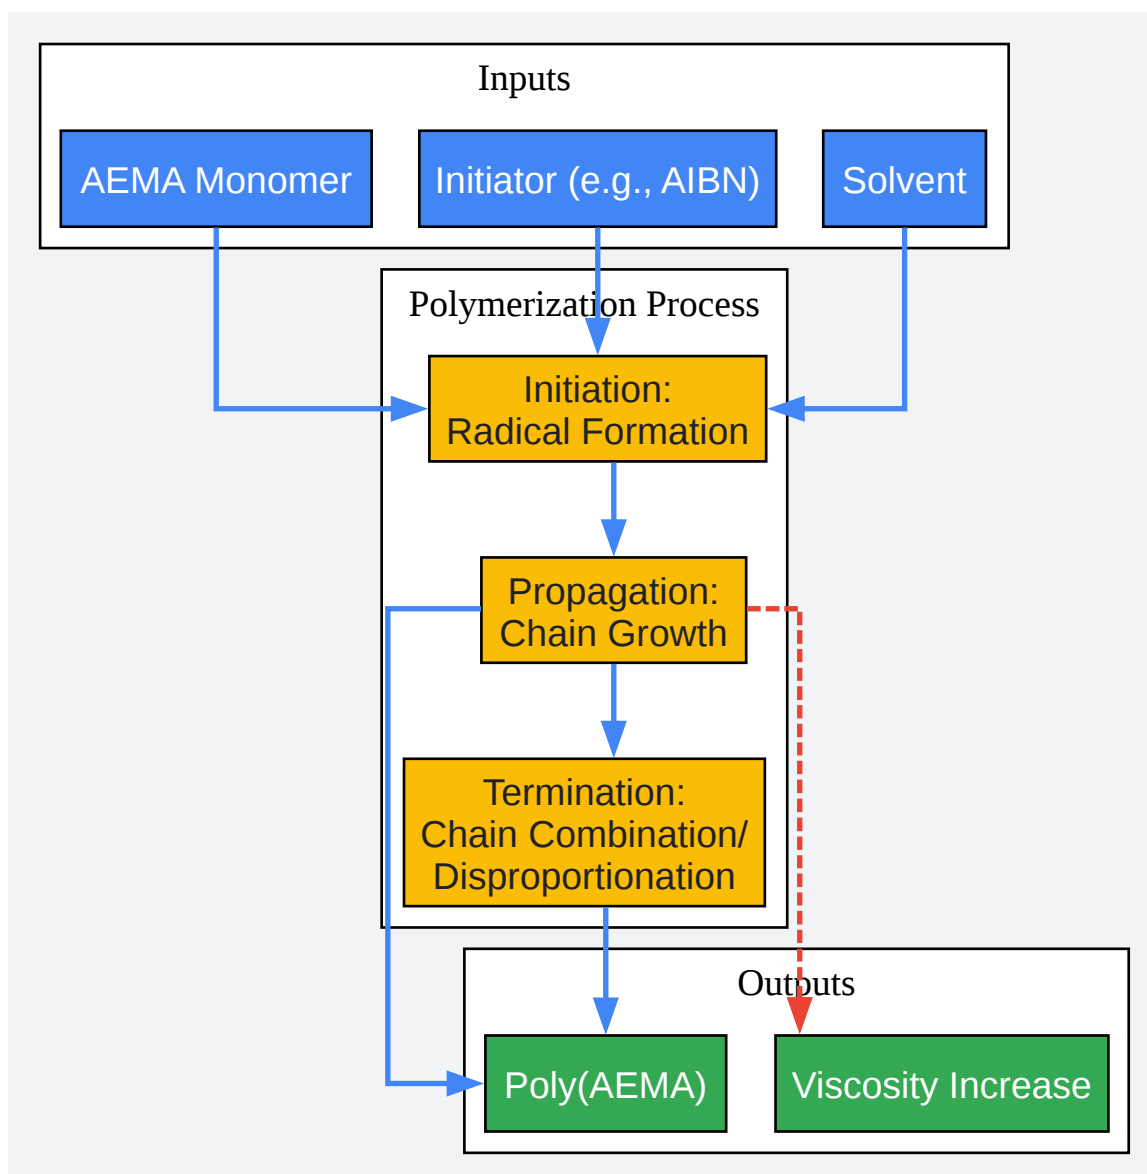 Inputs
AEMA Monomer
Initiator (e.g., AIBN)
Solvent
Polymerization Process
Initiation:
Radical Formation
Propagation:
Chain Growth
Termination:
Chain Combination/
Disproportionation
Outputs
Poly(AEMA)
Viscosity Increase